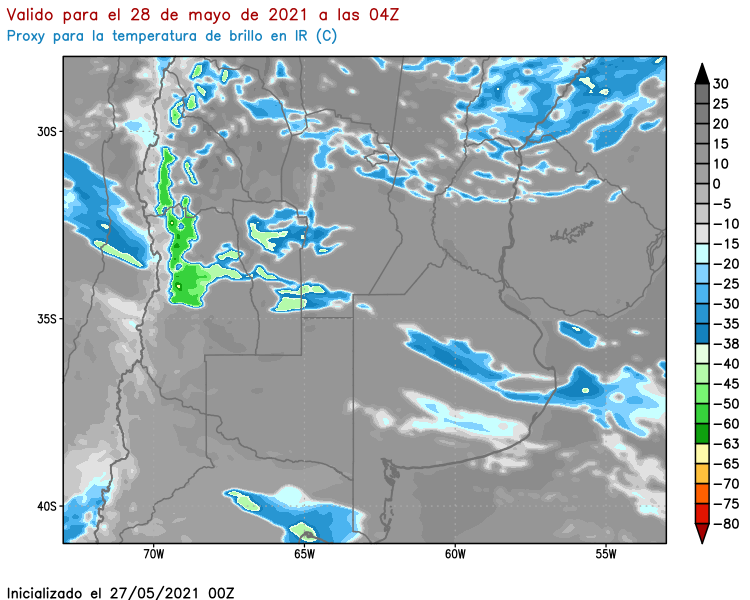 Valido para el 28 de mayo de 2021 a las 04Z
Proxy para la temperatura de brillo en IR (C)
30S
35S
40S
70W
65W
60W
55W
30
25
20
15
10
0
−5
−10
−15
−20
−25
−30
−35
−38
−40
−45
−50
−60
−63
−65
−70
−75
−80
Inicializado el 27/05/2021 00Z